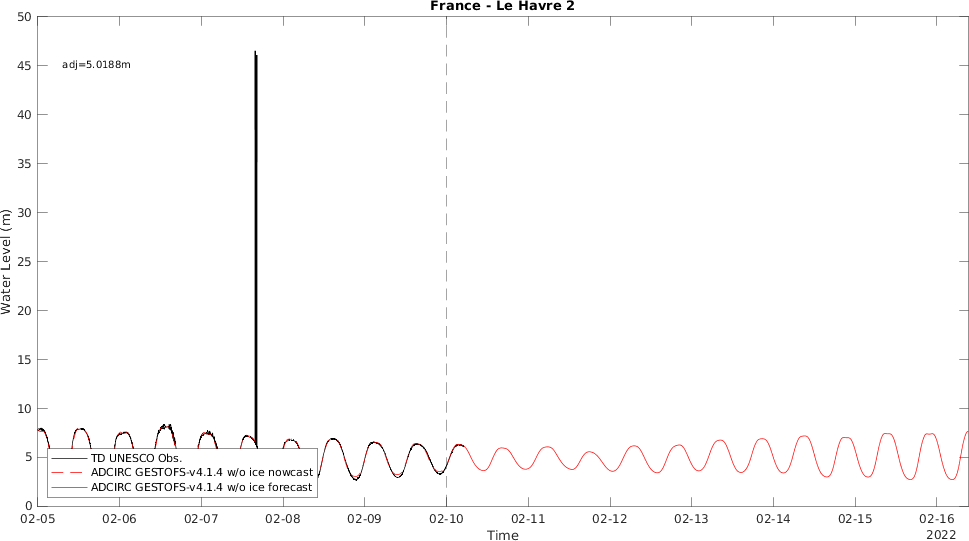 France - Le Havre 2
50
45
40
35
30
25
20
15
10
5
0
adj=5.0188m
Water Level (m)
TD UNESCO Obs.
ADCIRC GESTOFS-v4.1.4 w/o ice nowcast
ADCIRC GESTOFS-v4.1.4 w/o ice forecast
02-05 02-06 02-07 02-08 02-09 02-10 02-11 02-12 02-13 02-14 02-15 02-16
Time
2022